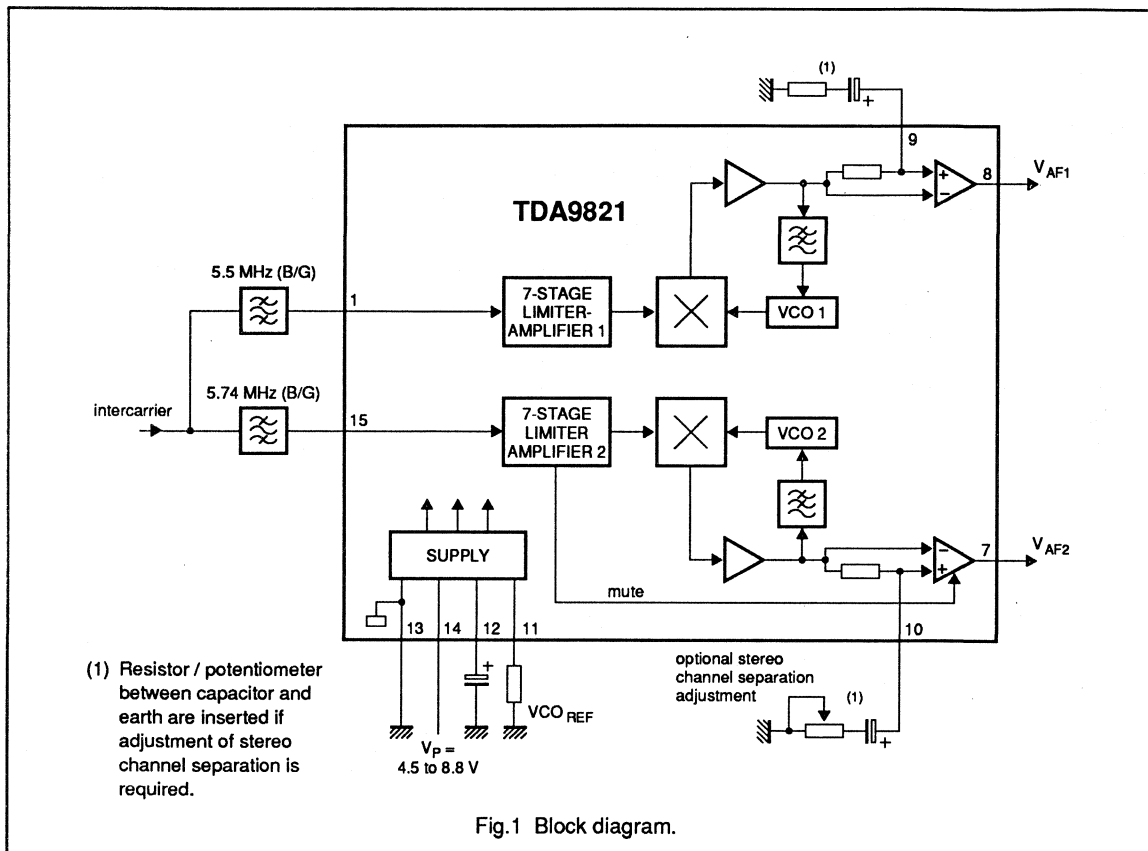 (1)
+
9
+
−
8
V AF1
TDA9821
5.5 MHz (B/G)
1
7-STAGE
LIMITER-
AMPLIFIER 1
VCO 1
5.74 MHz (B/G)
intercarrier
15
7-STAGE
LIMITER
AMPLIFIER 2
VCO 2
SUPPLY
mute
−
+
7
V AF2
13
14
12
11
10
+
VCO REF
VP =
4.5 to 8.8 V
(1) Resistor / potentiometer
between capacitor and
earth are inserted if
adjustment of stereo
channel separation is
required.
optional stereo
channel separation
adjustment
(1)
+
Fig.1 Block diagram.